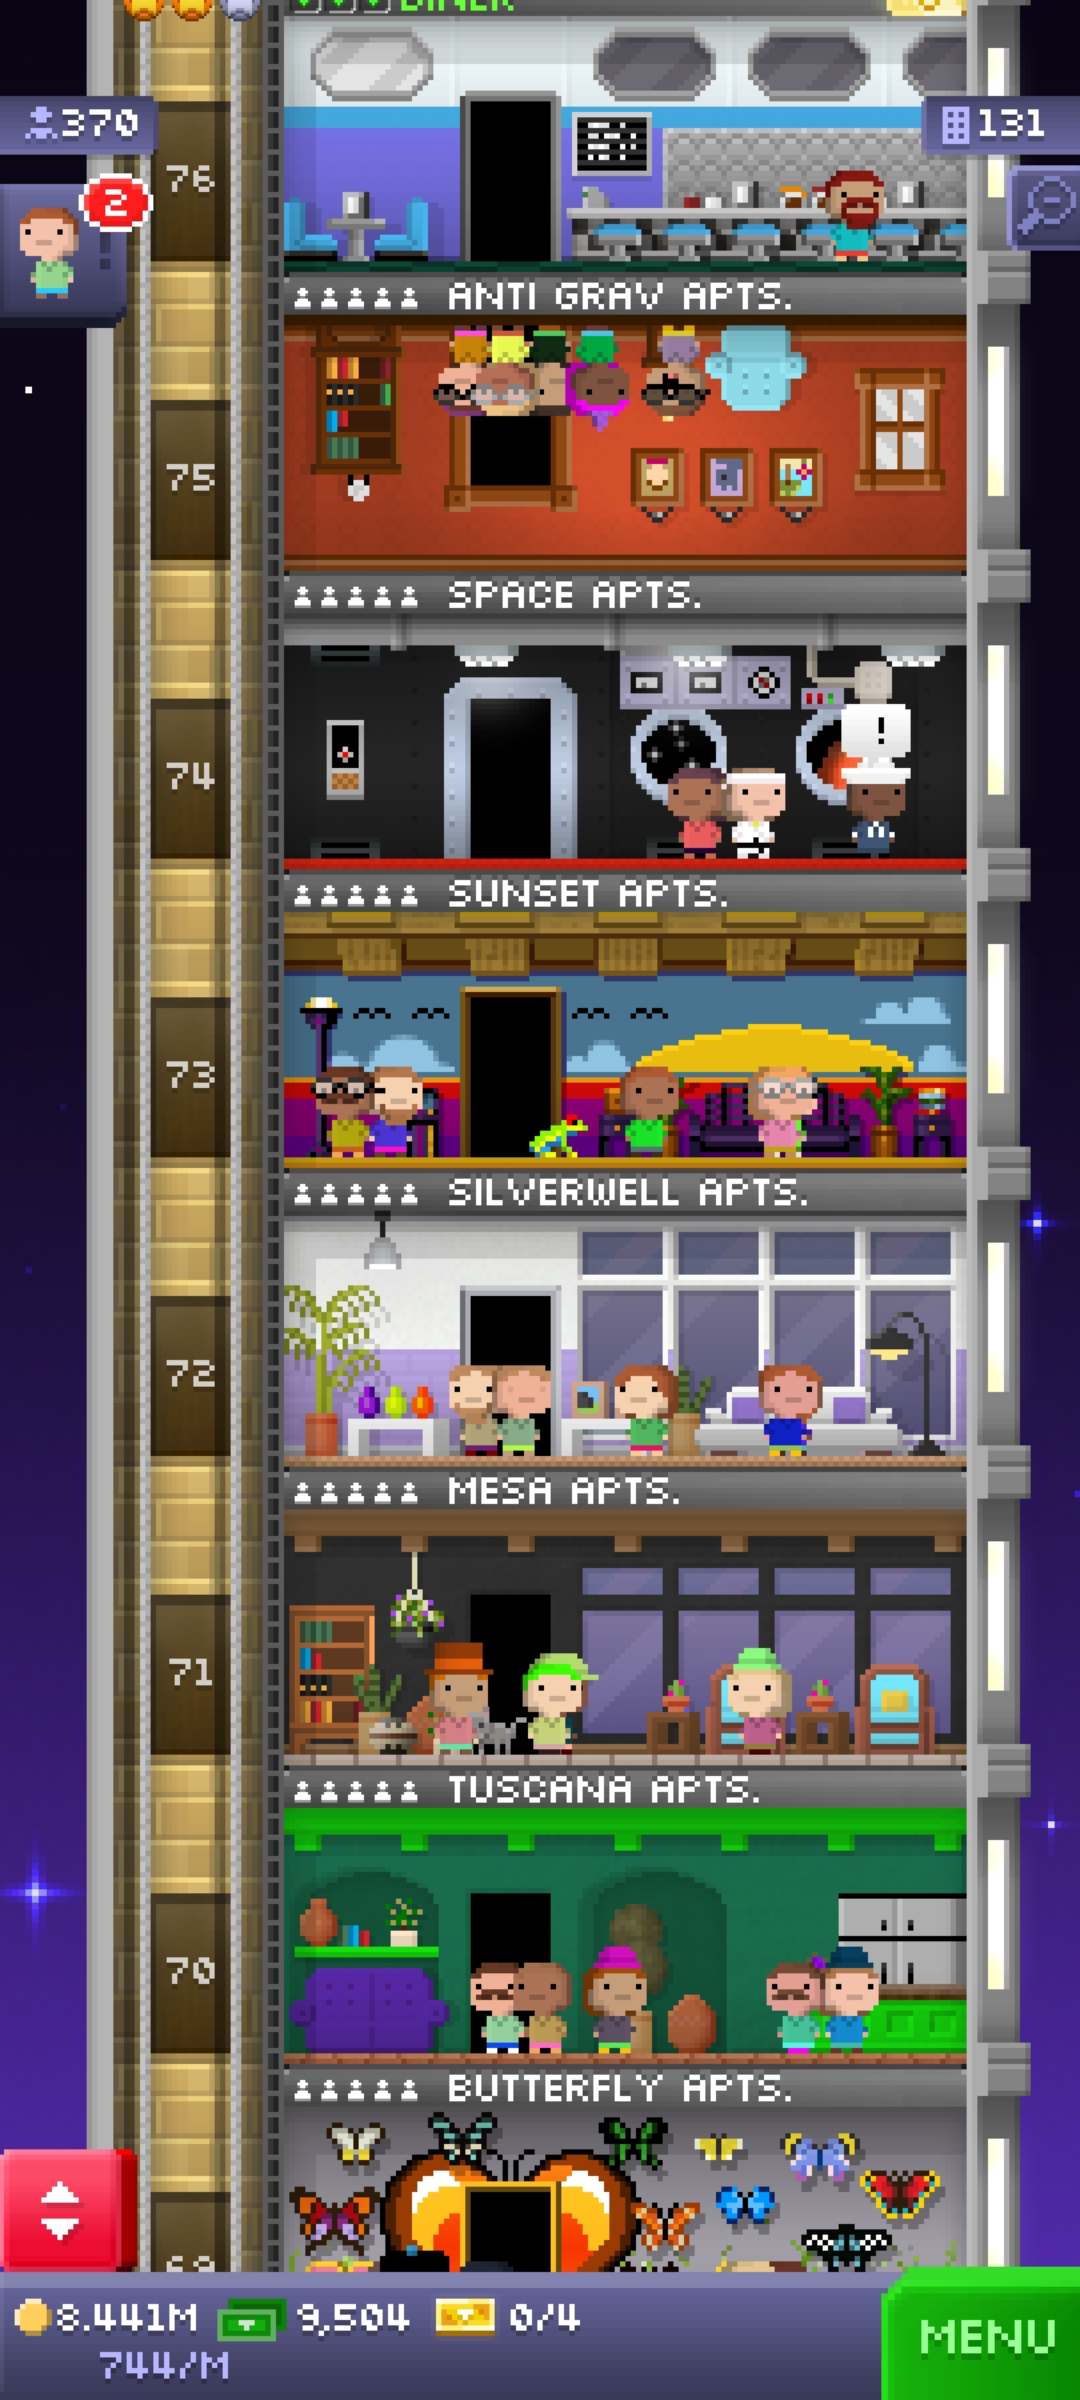 DINER
370
131
2
76
ANTI GRAV APTS.
75
SPACE APTS.
!
74
SUNSET APTS.
73
SILVERWELL APTS.
72
MESA APTS.
71
TUSCANA APTS.
70
BUTTERFLY APTS.
69
8.441M 9,504 0/4
744/M
MENU